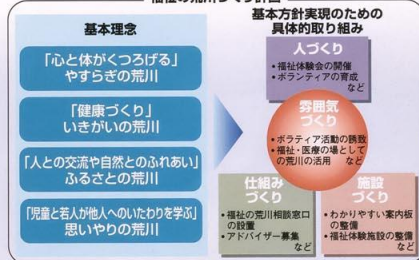 福祉の荒川づくり計画
基本理念
「心と体がくつろげる」
やすらぎの荒川
「健康づくり」
いきがいの荒川
「人との交流や自然とのふれあい」
ふるさとの荒川
「児童と若人が他人へのいたわりを学ぶ」
思いやりの荒川
基本方針実現のための
具体的取り組み
人づくり
・福祉体験会の開催
・ボランティアの育成
など
雰囲気
づくり
・ボラティア活動の誘致
・福祉・医療の場として
の荒川の活用 など
仕組み
づくり
・福祉の荒川相談窓口
の設置
・アドバイザー募集
など
施設
づくり
・わかりやすい案内板
の整備
・福祉体験施設の整備
など